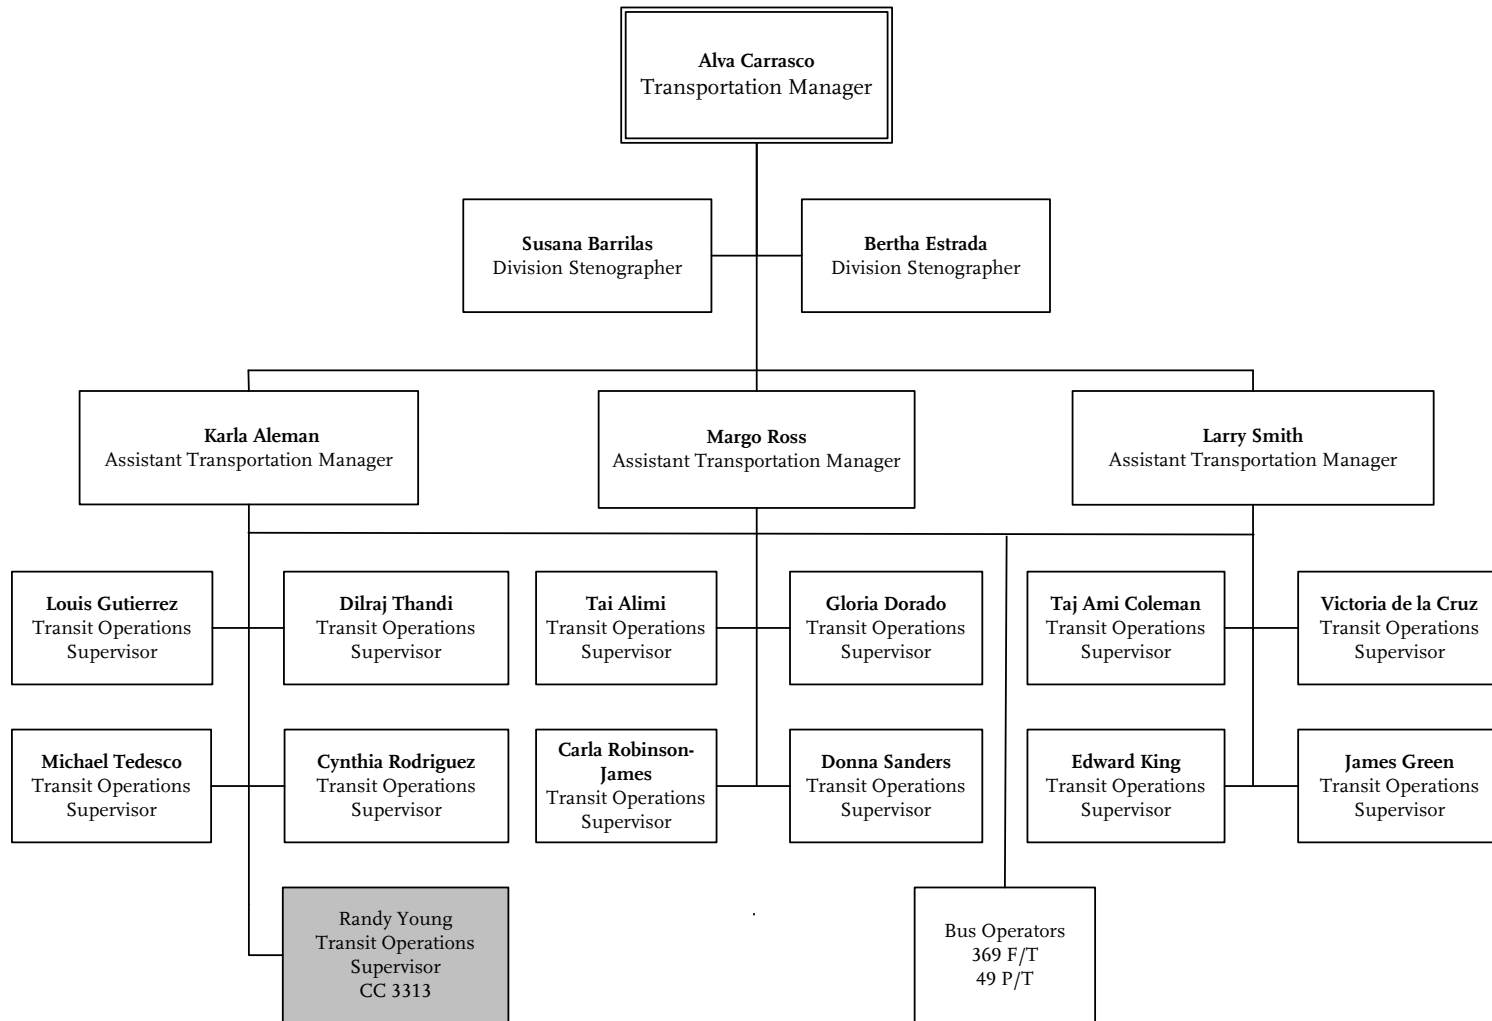 Alva Carrasco
Transportation Manager
Susana Barrilas
Division Stenographer
Bertha Estrada
Division Stenographer
Karla Aleman
Assistant Transportation Manager
Margo Ross
Assistant Transportation Manager
Larry Smith
Assistant Transportation Manager
Louis Gutierrez
Transit Operations
Supervisor
Dilraj Thandi
Transit Operations
Supervisor
Tai Alimi
Transit Operations
Supervisor
Gloria Dorado
Transit Operations
Supervisor
Taj Ami Coleman
Transit Operations
Supervisor
Victoria de la Cruz
Transit Operations
Supervisor
Michael Tedesco
Transit Operations
Supervisor
Cynthia Rodriguez
Transit Operations
Supervisor
Carla Robinson-
James
Transit Operations
Supervisor
Donna Sanders
Transit Operations
Supervisor
Edward King
Transit Operations
Supervisor
James Green
Transit Operations
Supervisor
Randy Young
Transit Operations
Supervisor
CC 3313
Bus Operators
369 F/T
49 P/T